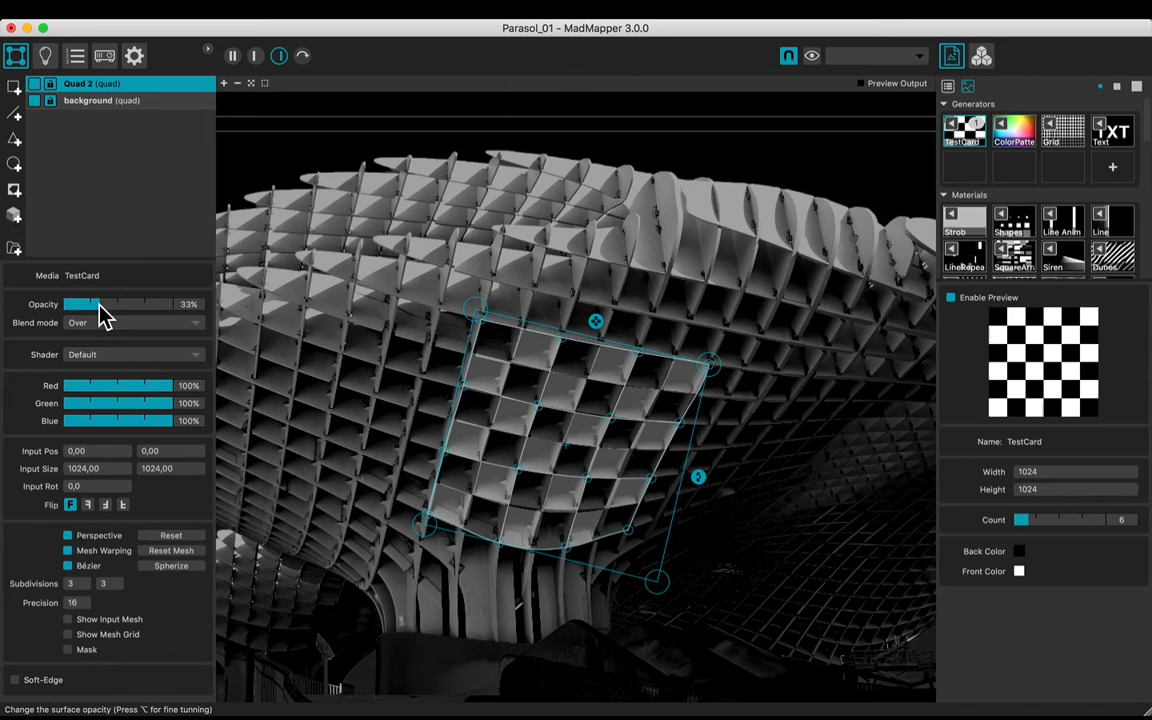 Parasol_01 - MadMapper 3.0.0
Quad 2 (quad)
Preview Output
background (quad)
Generators
1
TestCard
ColorPatte
Grid
TXT
Text
Materials
Strob
Shapes
Line Anim
Line
LineRepea
SquareArr
Siren
Dunes
Media TestCard
Opacity 33%
Blend mode Over
Shader Default
Red 100%
Green 100%
Blue 100%
Input Pos 0,00 0,00
Input Size 1024,00 1024,00
Input Rot 0,0
Flip
Perspective Reset
Mesh Warping Reset Mesh
Bézier Spherize
Subdivisions 3 3
Precision 16
Show Input Mesh
Show Mesh Grid
Mask
Soft-Edge
Enable Preview
Name: TestCard
Width 1024
Height 1024
Count 6
Back Color
Front Color
Change the surface opacity (Press ⌥ for fine tunning)